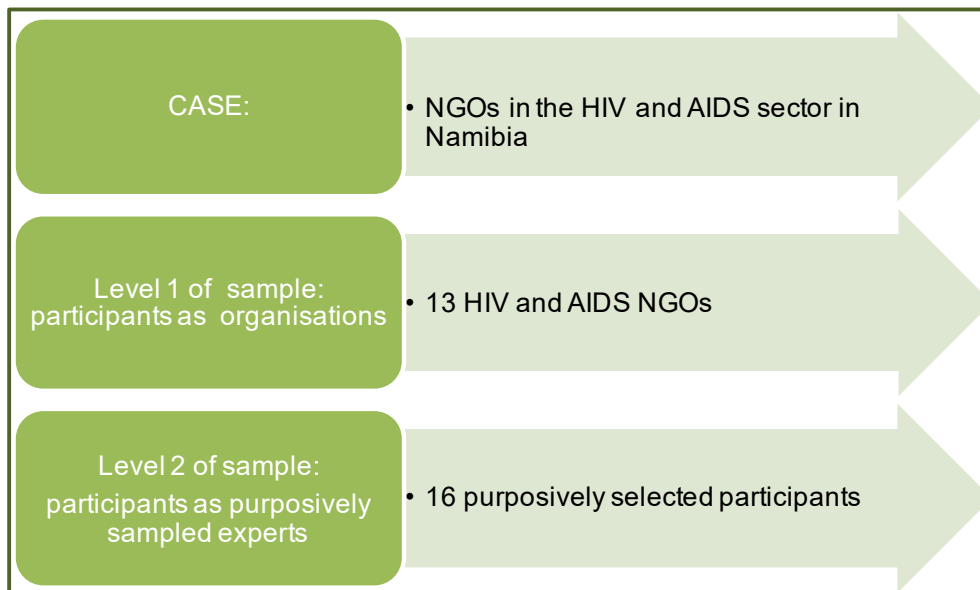 CASE:
• NGOs in the HIV and AIDS sector in
Namibia
Level 1 of sample:
participants as organisations
• 13 HIV and AIDS NGOs
Level 2 of sample:
participants as purposively
sampled experts
• 16 purposively selected participants